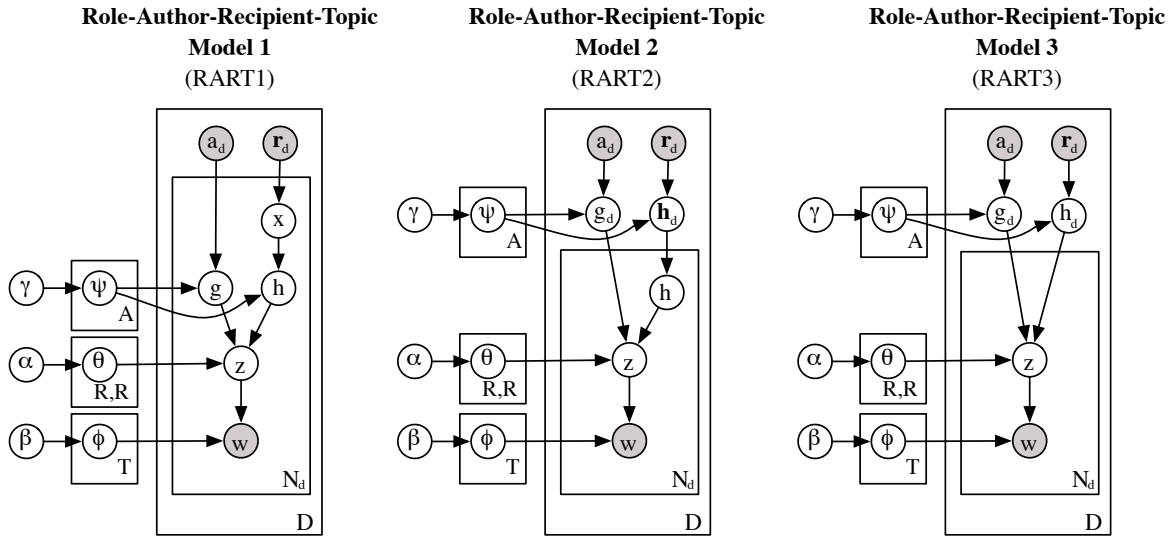 Role-Author-Recipient-Topic
Model 1
(RART1)
a_d
r_d
x
γ
ψ
A
g
h
α
θ
R,R
z
β
ϕ
T
w
N_d
D
Role-Author-Recipient-Topic
Model 2
(RART2)
a_d
r_d
γ
ψ
A
g_d
h_d
h
α
θ
R,R
z
β
ϕ
T
w
N_d
D
Role-Author-Recipient-Topic
Model 3
(RART3)
a_d
r_d
γ
ψ
A
g_d
h_d
α
θ
R,R
z
β
ϕ
T
w
N_d
D